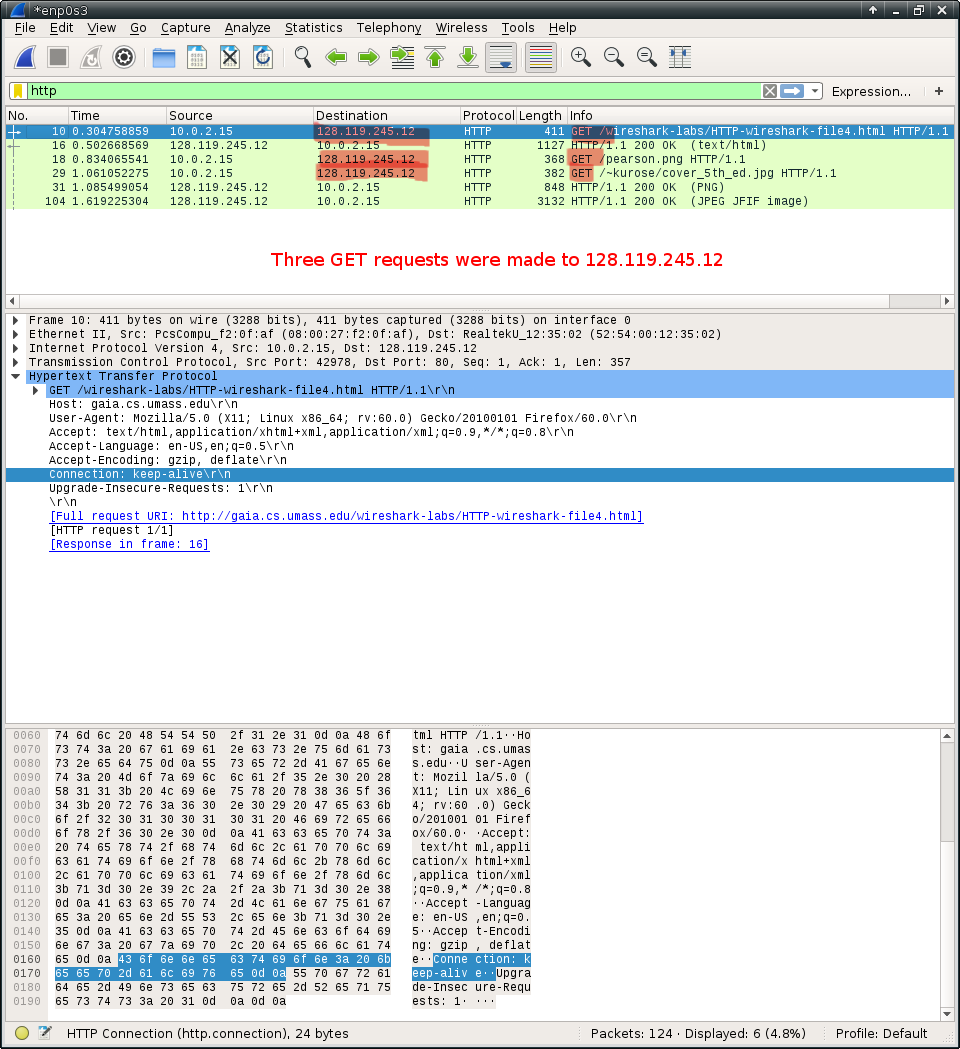 *enp0s3
File Edit View Go Capture Analyze Statistics Telephony Wireless Tools Help
http Expression... +
No. Time Source Destination Protocol Length Info
10 0.304758859 10.0.2.15 128.119.245.12 HTTP 411 GET /wireshark-labs/HTTP-wireshark-file4.html HTTP/1.1
16 0.502668569 128.119.245.12 10.0.2.15 HTTP 1127 HTTP/1.1 200 OK (text/html)
18 0.834065541 10.0.2.15 128.119.245.12 HTTP 368 GET /pearson.png HTTP/1.1
29 1.061052275 10.0.2.15 128.119.245.12 HTTP 382 GET /~kurose/cover_5th_ed.jpg HTTP/1.1
31 1.085499054 128.119.245.12 10.0.2.15 HTTP 848 HTTP/1.1 200 OK (PNG)
104 1.619225304 128.119.245.12 10.0.2.15 HTTP 3132 HTTP/1.1 200 OK (JPEG JFIF image)
Three GET requests were made to 128.119.245.12
Frame 10: 411 bytes on wire (3288 bits), 411 bytes captured (3288 bits) on interface 0
Ethernet II, Src: PcsCompu_f2:0f:af (08:00:27:f2:0f:af), Dst: RealtekU_12:35:02 (52:54:00:12:35:02)
Internet Protocol Version 4, Src: 10.0.2.15, Dst: 128.119.245.12
Transmission Control Protocol, Src Port: 42978, Dst Port: 80, Seq: 1, Ack: 1, Len: 357
Hypertext Transfer Protocol
GET /wireshark-labs/HTTP-wireshark-file4.html HTTP/1.1\r\n
Host: gaia.cs.umass.edu\r\n
User-Agent: Mozilla/5.0 (X11; Linux x86_64; rv:60.0) Gecko/20100101 Firefox/60.0\r\n
Accept: text/html,application/xhtml+xml,application/xml;q=0.9,*/*;q=0.8\r\n
Accept-Language: en-US,en;q=0.5\r\n
Accept-Encoding: gzip, deflate\r\n
Connection: keep-alive\r\n
Upgrade-Insecure-Requests: 1\r\n
\r\n
[Full request URI: http://gaia.cs.umass.edu/wireshark-labs/HTTP-wireshark-file4.html]
[HTTP request 1/1]
[Response in frame: 16]
0060 74 6d 6c 20 48 54 54 50 2f 31 2e 31 0d 0a 48 6f tml HTTP /1.1··Ho
0070 73 74 3a 20 67 61 69 61 2e 63 73 2e 75 6d 61 73 st: gaia .cs.umas
0080 73 2e 65 64 75 0d 0a 55 73 65 72 2d 41 67 65 6e s.edu··U ser-Agen
0090 74 3a 20 4d 6f 7a 69 6c 6c 61 2f 35 2e 30 20 28 t: Mozil la/5.0 (
00a0 58 31 31 3b 20 4c 69 6e 75 78 20 78 38 36 5f 36 X11; Lin ux x86_6
00b0 34 3b 20 72 76 3a 36 30 2e 30 29 20 47 65 63 6b 4; rv:60 .0) Geck
00c0 6f 2f 32 30 31 30 30 31 30 31 20 46 69 72 65 66 o/201001 01 Firef
00d0 6f 78 2f 36 30 2e 30 0d 0a 41 63 63 65 70 74 3a ox/60.0· ·Accept:
00e0 20 74 65 78 74 2f 68 74 6d 6c 2c 61 70 70 6c 69 text/ht ml,appli
00f0 63 61 74 69 6f 6e 2f 78 68 74 6d 6c 2b 78 6d 6c cation/x html+xml
0100 2c 61 70 70 6c 69 63 61 74 69 6f 6e 2f 78 6d 6c ,applica tion/xml
0110 3b 71 3d 30 2e 39 2c 2a 2f 2a 3b 71 3d 30 2e 38 ;q=0.9,* /*;q=0.8
0120 0d 0a 41 63 63 65 70 74 2d 4c 61 6e 67 75 61 67 ··Accept -Languag
0130 65 3a 20 65 6e 2d 55 53 2c 65 6e 3b 71 3d 30 2e e: en-US ,en;q=0.
0140 35 0d 0a 41 63 63 65 70 74 2d 45 6e 63 6f 64 69 5··Accep t-Encodi
0150 6e 67 3a 20 67 7a 69 70 2c 20 64 65 66 6c 61 74 ng: gzip , deflat
0160 65 0d 0a 43 6f 6e 6e 65 63 74 69 6f 6e 3a 20 6b e··Conne ction: k
0170 65 65 70 2d 61 6c 69 76 65 0d 0a 55 70 67 72 61 eep-aliv e··Upgra
0180 64 65 2d 49 6e 73 65 63 75 72 65 2d 52 65 71 75 de-Insec ure-Requ
0190 65 73 74 73 3a 20 31 0d 0a 0d 0a ests: 1· ···
HTTP Connection (http.connection), 24 bytes Packets: 124 · Displayed: 6 (4.8%) Profile: Default